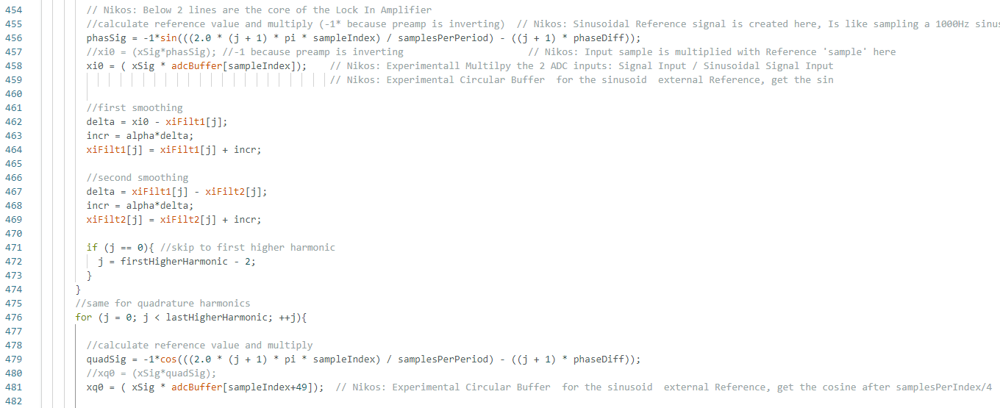 454 // Nikos: Below 2 lines are the core of the Lock In Amplifier
455 //calculate reference value and multiply (-1* because preamp is inverting)  // Nikos: Sinusoidal Reference signal is created here, Is like sampling a 1000Hz sinus
456 phasSig = -1*sin(((2.0 * (j + 1) * pi * sampleIndex) / samplesPerPeriod) - ((j + 1) * phaseDiff));
457 //xi0 = (xSig*phasSig); //-1 because preamp is inverting // Nikos: Input sample is multiplied with Reference 'sample' here
458 xi0 = ( xSig * adcBuffer[sampleIndex]); // Nikos: Experimentall Multilpy the 2 ADC inputs: Signal Input / Sinusoidal Signal Input
459 // Nikos: Experimental Circular Buffer  for the sinusoid  external Reference, get the sin
460
461 //first smoothing
462 delta = xi0 - xiFilt1[j];
463 incr = alpha*delta;
464 xiFilt1[j] = xiFilt1[j] + incr;
465
466 //second smoothing
467 delta = xiFilt1[j] - xiFilt2[j];
468 incr = alpha*delta;
469 xiFilt2[j] = xiFilt2[j] + incr;
470
471 if (j == 0){ //skip to first higher harmonic
472 j = firstHigherHarmonic - 2;
473 }
474 }
475 //same for quadrature harmonics
476 for (j = 0; j < lastHigherHarmonic; ++j){
477
478 //calculate reference value and multiply
479 quadSig = -1*cos(((2.0 * (j + 1) * pi * sampleIndex) / samplesPerPeriod) - ((j + 1) * phaseDiff));
480 //xq0 = (xSig*quadSig);
481 xq0 = ( xSig * adcBuffer[sampleIndex+49]);  // Nikos: Experimental Circular Buffer  for the sinusoid  external Reference, get the cosine after samplesPerIndex/4
482